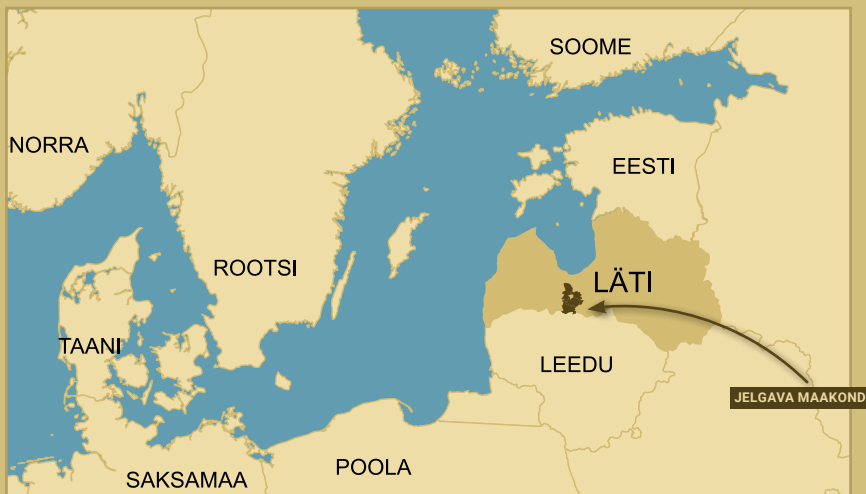 SOOME
NORRA
EESTI
ROOTSI
LÄTI
TAANI
LEEDU
JELGAVA MAAKOND
POOLA
SAKSAMAA